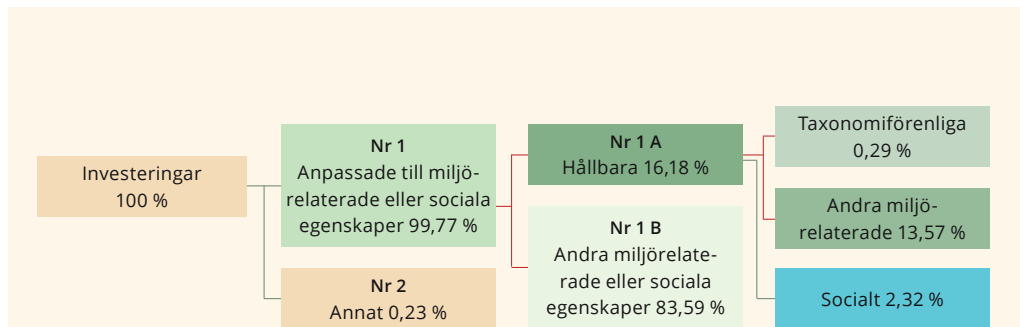 Investeringar
100 %
Nr 1
Anpassade till miljö-
relaterade eller sociala
egenskaper 99,77 %
Nr 2
Annat 0,23 %
Nr 1 A
Hållbara 16,18 %
Nr 1 B
Andra miljörelate-
rade eller sociala
egenskaper 83,59 %
Taxonomiförenliga
0,29 %
Andra miljö-
relaterade 13,57 %
Socialt 2,32 %